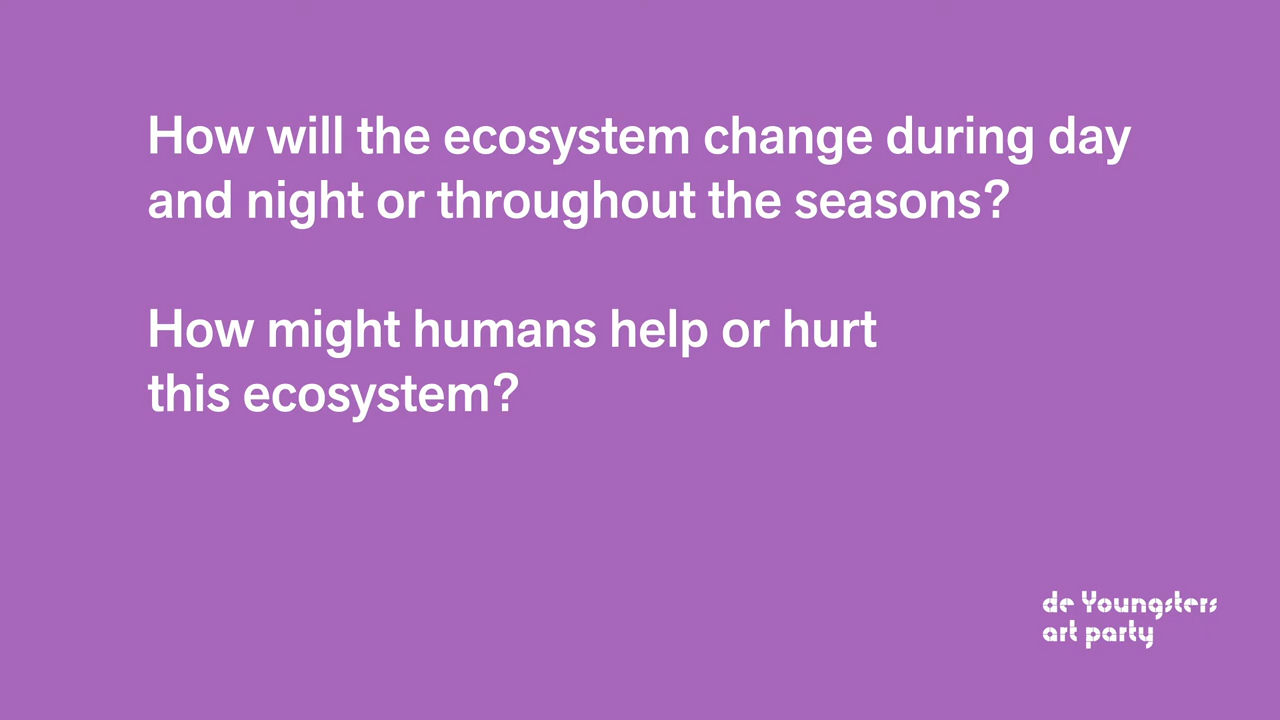 How will the ecosystem change during day
and night or throughout the seasons?
How might humans help or hurt
this ecosystem?
de Youngsters
art party